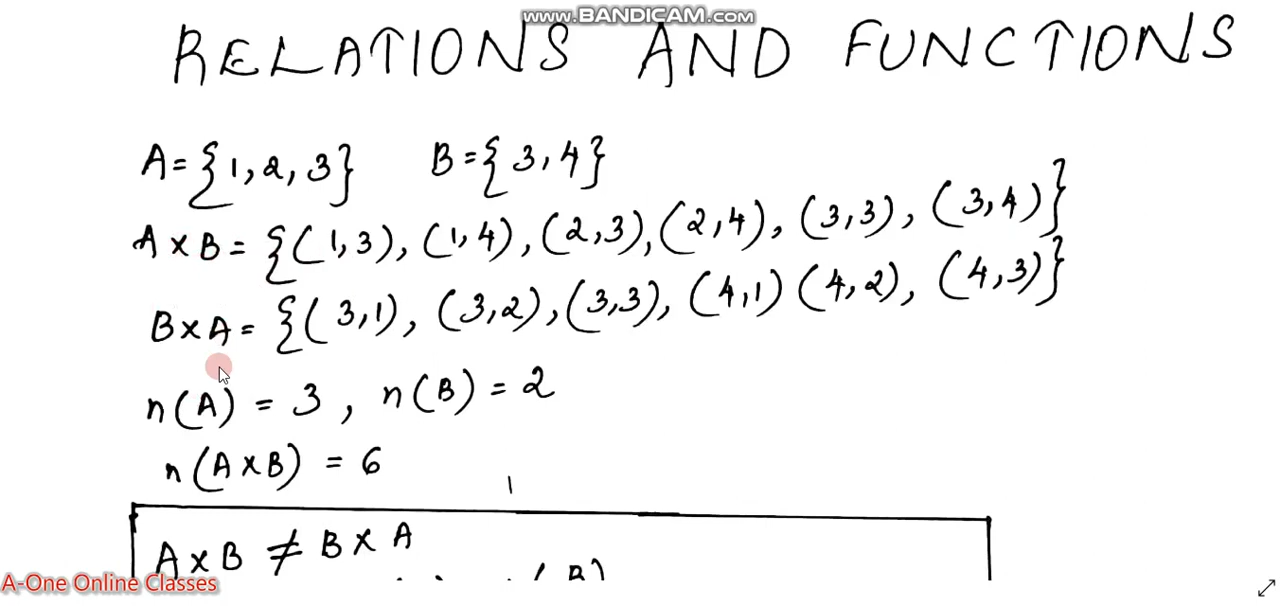 www.BANDICAM.com
RELATIONS AND FUNCTIONS
A = {1, 2, 3} B = {3, 4}
A × B = {(1,3), (1,4), (2,3), (2,4), (3,3), (3,4)}
B × A = {(3,1), (3,2), (3,3), (4,1) (4,2), (4,3)}
n(A) = 3, n(B) = 2
n(A×B) = 6
A × B ≠ B × A
(B)
A-One Online Classes